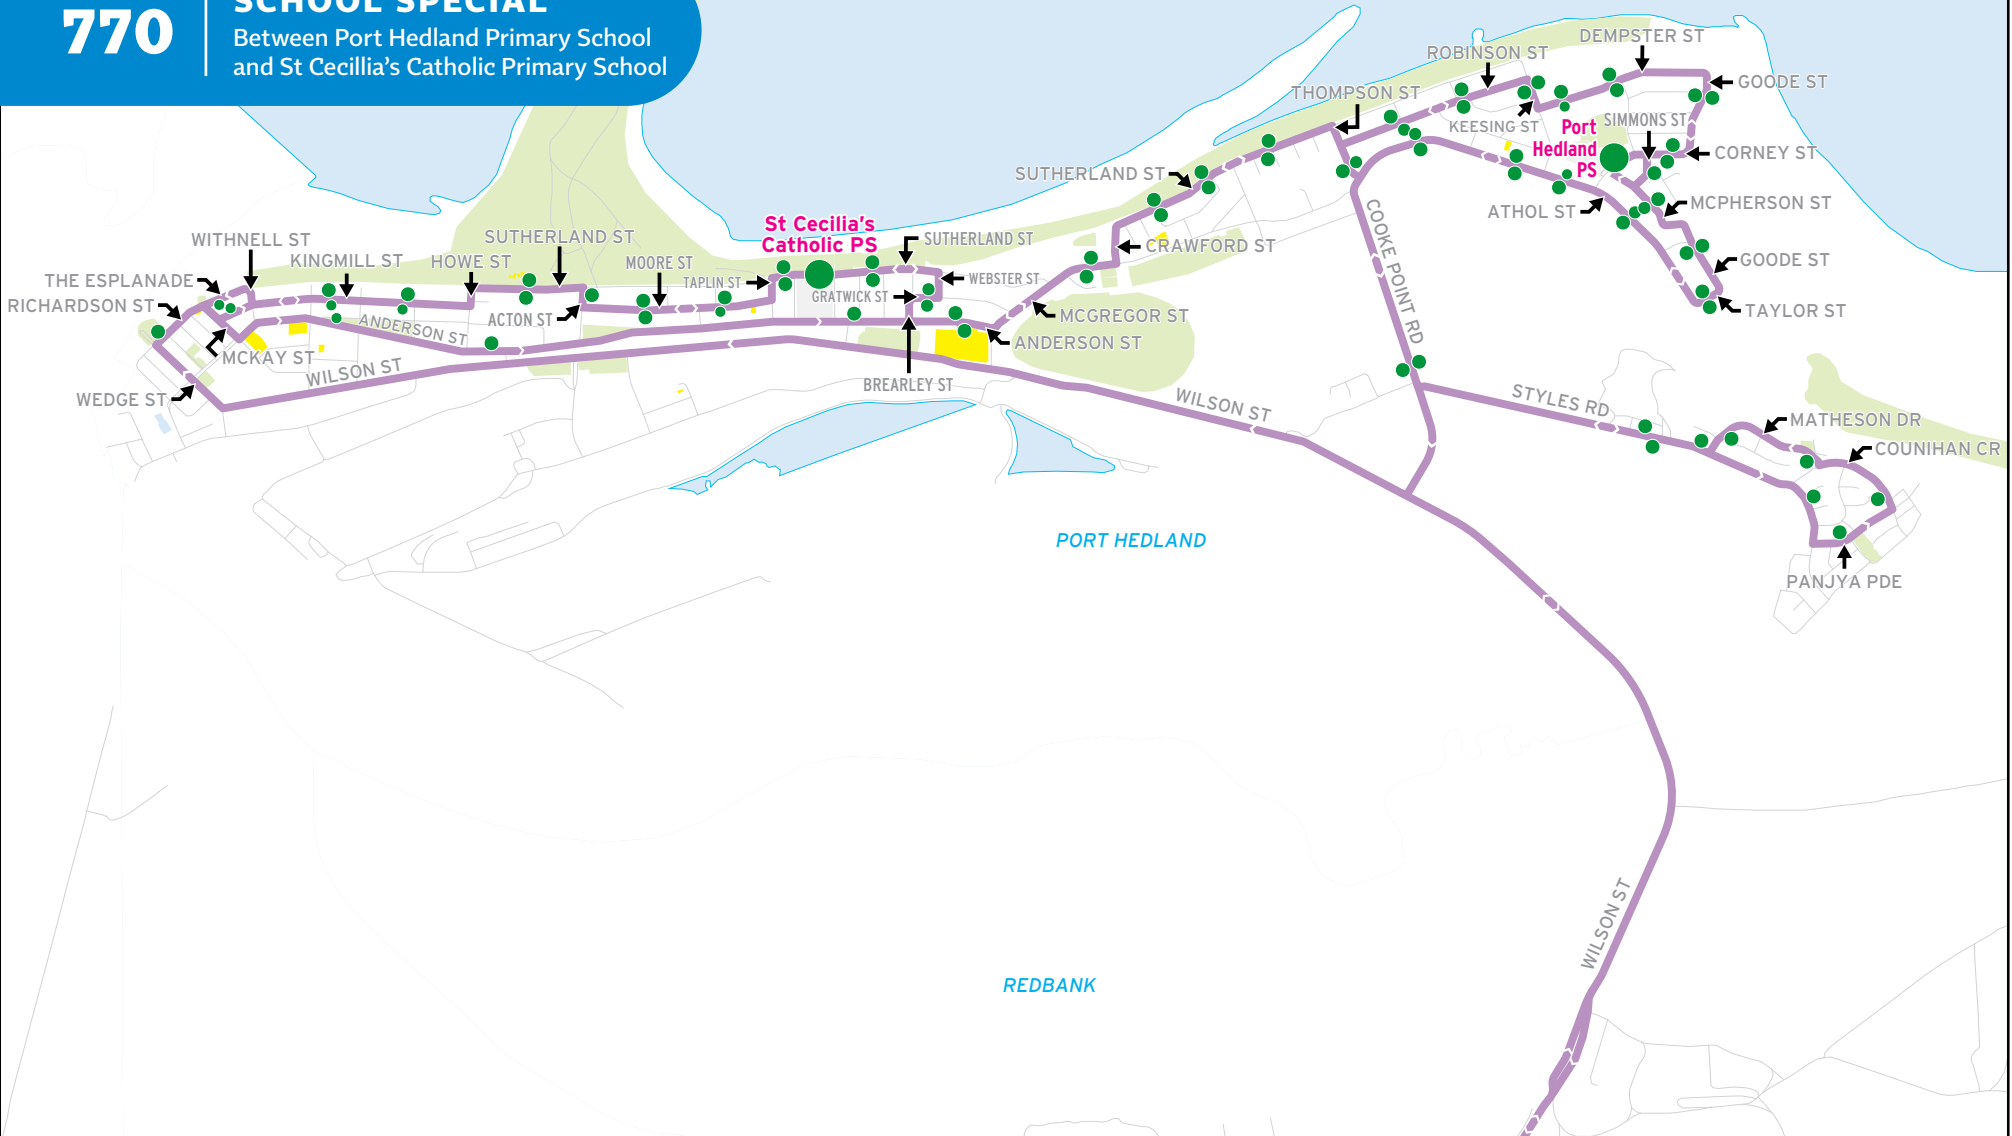 770
SCHOOL SPECIAL
Between Port Hedland Primary School
and St Cecillia's Catholic Primary School
DEMPSTER ST
ROBINSON ST
GOODE ST
THOMPSON ST
KEESING ST
SIMMONS ST
Port
Hedland
PS
CORNEY ST
SUTHERLAND ST
MCPHERSON ST
ATHOL ST
St Cecilia's
Catholic PS
WITHNELL ST
SUTHERLAND ST
SUTHERLAND ST
CRAWFORD ST
COOKE POINT RD
KINGMILL ST
HOWE ST
MOORE ST
GOODE ST
THE ESPLANADE
TAPLIN ST
WEBSTER ST
RICHARDSON ST
GRATWICK ST
ACTON ST
MCGREGOR ST
TAYLOR ST
ANDERSON ST
ANDERSON ST
MCKAY ST
WILSON ST
BREARLEY ST
WEDGE ST
WILSON ST
STYLES RD
MATHESON DR
COUNIHAN CR
PORT HEDLAND
PANJYA PDE
WILSON ST
REDBANK